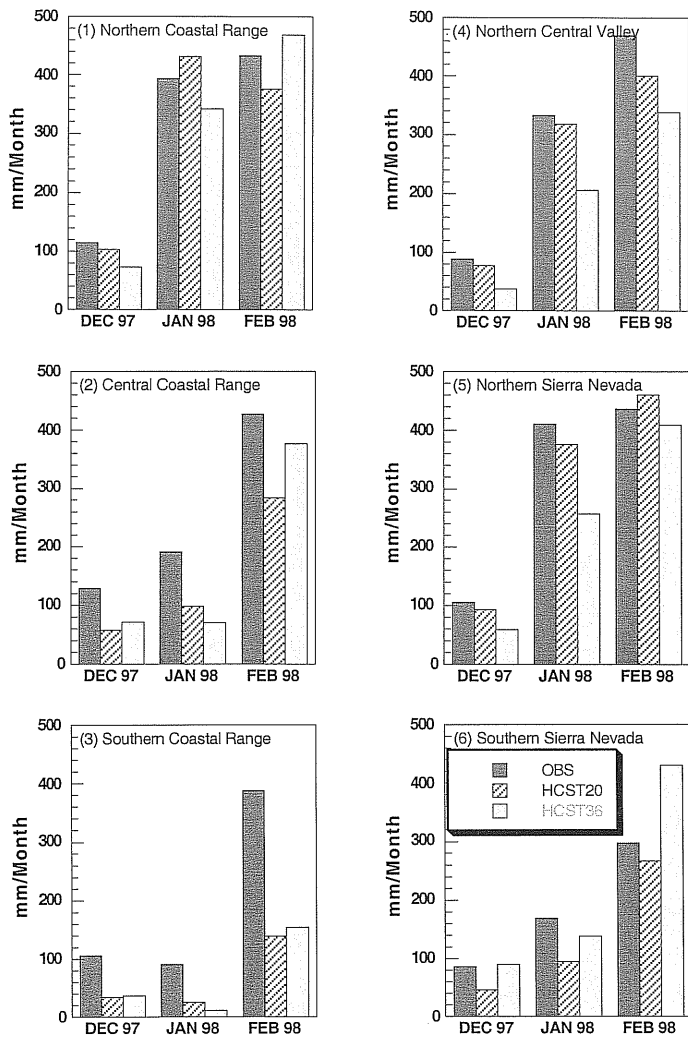 (1) Northern Coastal Range
mm/Month
500
400
300
200
100
0
DEC 97 JAN 98 FEB 98
(4) Northern Central Valley
mm/Month
500
400
300
200
100
0
DEC 97 JAN 98 FEB 98
(2) Central Coastal Range
mm/Month
500
400
300
200
100
0
DEC 97 JAN 98 FEB 98
(5) Northern Sierra Nevada
mm/Month
500
400
300
200
100
0
DEC 97 JAN 98 FEB 98
(3) Southern Coastal Range
mm/Month
500
400
300
200
100
0
DEC 97 JAN 98 FEB 98
(6) Southern Sierra Nevada
OBS
HCST20
HCST36
mm/Month
500
400
300
200
100
0
DEC 97 JAN 98 FEB 98